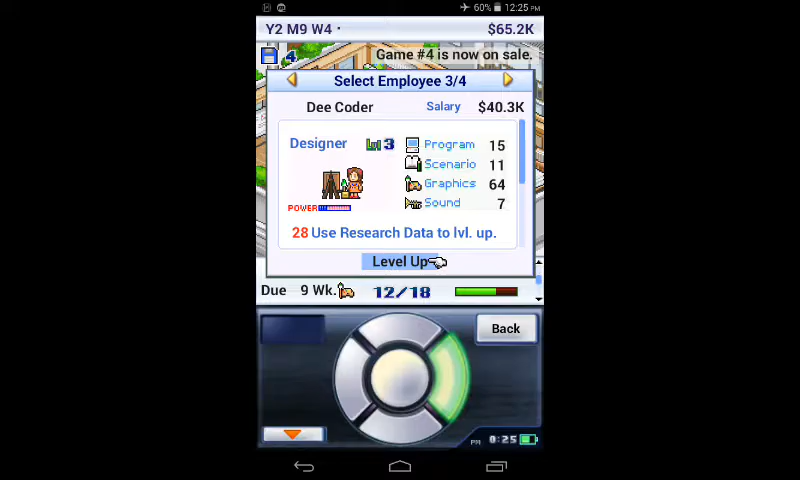 60% 12:25 PM
Y2 M9 W4 · $65.2K
4 Game #4 is now on sale.
Select Employee 3/4
Dee Coder Salary $40.3K
Designer Lvl 3
Program 15
Scenario 11
Graphics 64
Sound 7
POWER
28 Use Research Data to lvl. up.
Level Up
Due 9 Wk. 12/18
Back
PM 0:25